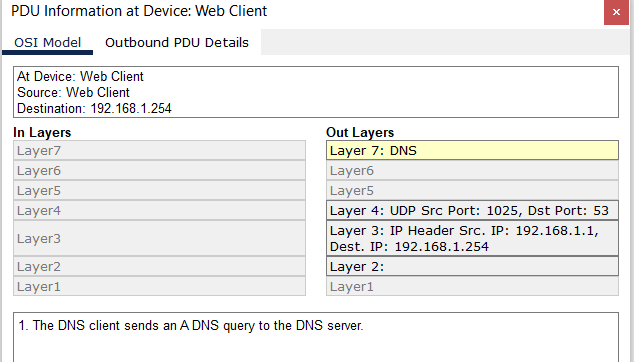 PDU Information at Device: Web Client
OSI Model
Outbound PDU Details
At Device: Web Client
Source: Web Client
Destination: 192.168.1.254
In Layers
Layer7
Layer6
Layer5
Layer4
Layer3
Layer2
Layer1
Out Layers
Layer 7: DNS
Layer6
Layer5
Layer 4: UDP Src Port: 1025, Dst Port: 53
Layer 3: IP Header Src. IP: 192.168.1.1,
Dest. IP: 192.168.1.254
Layer 2:
Layer1
1. The DNS client sends an A DNS query to the DNS server.